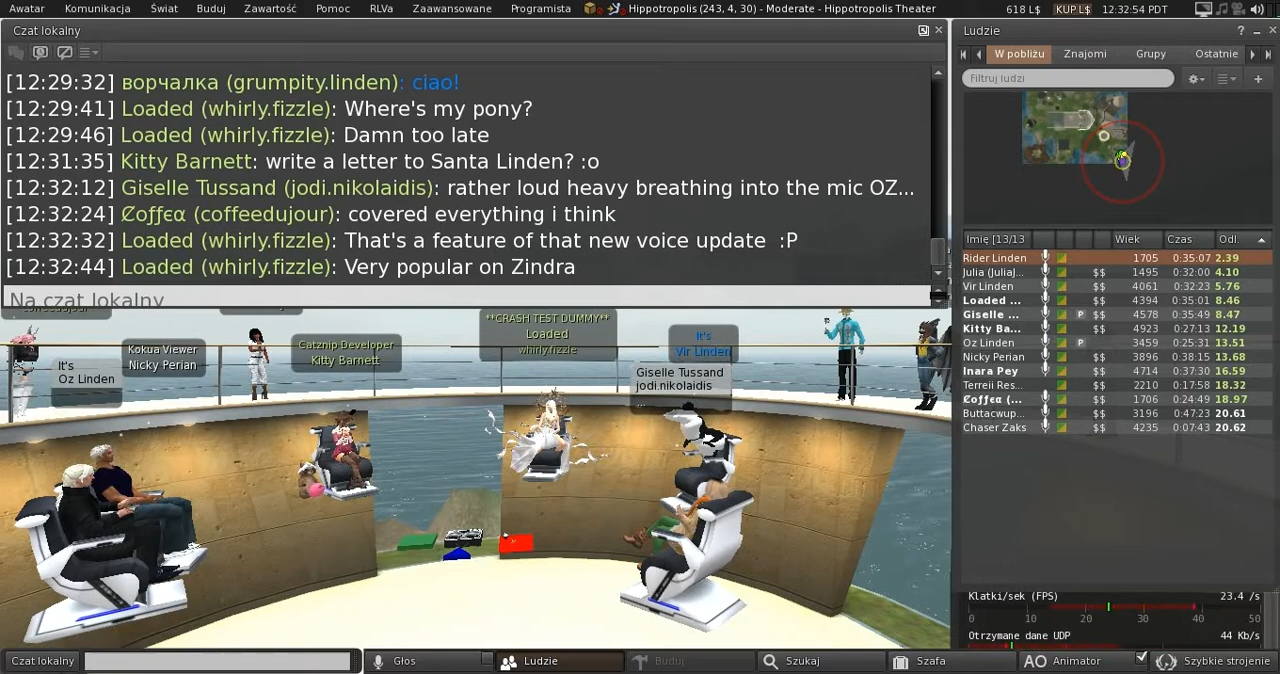 Awatar Komunikacja Świat Buduj Zawartość Pomoc RLVa Zaawansowane Programista Hippotropolis (243, 4, 30) - Moderate - Hippotropolis Theater 618 L$ KUP L$ 12:32:54 PDT
Czat lokalny
[12:29:32] ворчалка (grumpity.linden): ciao!
[12:29:41] Loaded (whirly.fizzle): Where's my pony?
[12:29:46] Loaded (whirly.fizzle): Damn too late
[12:31:35] Kitty Barnett: write a letter to Santa Linden? :o
[12:32:12] Giselle Tussand (jodi.nikolaidis): rather loud heavy breathing into the mic OZ...
[12:32:24] Ȼoƒƒєα (coffeedujour): covered everything i think
[12:32:32] Loaded (whirly.fizzle): That's a feature of that new voice update :P
[12:32:44] Loaded (whirly.fizzle): Very popular on Zindra
Na czat lokalny
**CRASH TEST DUMMY**
Loaded
whirly.fizzle
It's
Vir Linden
Catznip Developer
Kitty Barnett
Kokua Viewer
Nicky Perian
It's
Oz Linden
Giselle Tussand
jodi.nikolaidis
...
Ludzie ? _ ×
W pobliżu Znajomi Grupy Ostatnie
Filtruj ludzi
Imię [13/13 Wiek Czas Odl.
Rider Linden 1705 0:35:07 2.39
Julia (JuliaJ... $$ 1495 0:32:00 4.10
Vir Linden 4061 0:32:23 5.76
Loaded ... $$ 4394 0:35:01 8.46
Giselle ... P 4578 0:35:49 8.47
Kitty Ba... $$ 4923 0:27:13 12.19
Oz Linden P 3459 0:25:31 13.51
Nicky Perian $$ 3896 0:38:15 13.68
Inara Pey $$ 4714 0:37:30 16.59
Terreii Res... $$ 2210 0:17:58 18.32
Ȼoƒƒєα (... $$ 1706 0:24:49 18.97
Buttacwup... $$ 3196 0:47:23 20.61
Chaser Zaks $$ 4235 0:07:43 20.62
Klatki/sek (FPS) 23.4 /s
0 10 20 30 40 50
Otrzymane dane UDP 44 Kb/s
Czat lokalny Głos Ludzie Buduj Szukaj Szafa AO Animator Szybkie strojenie